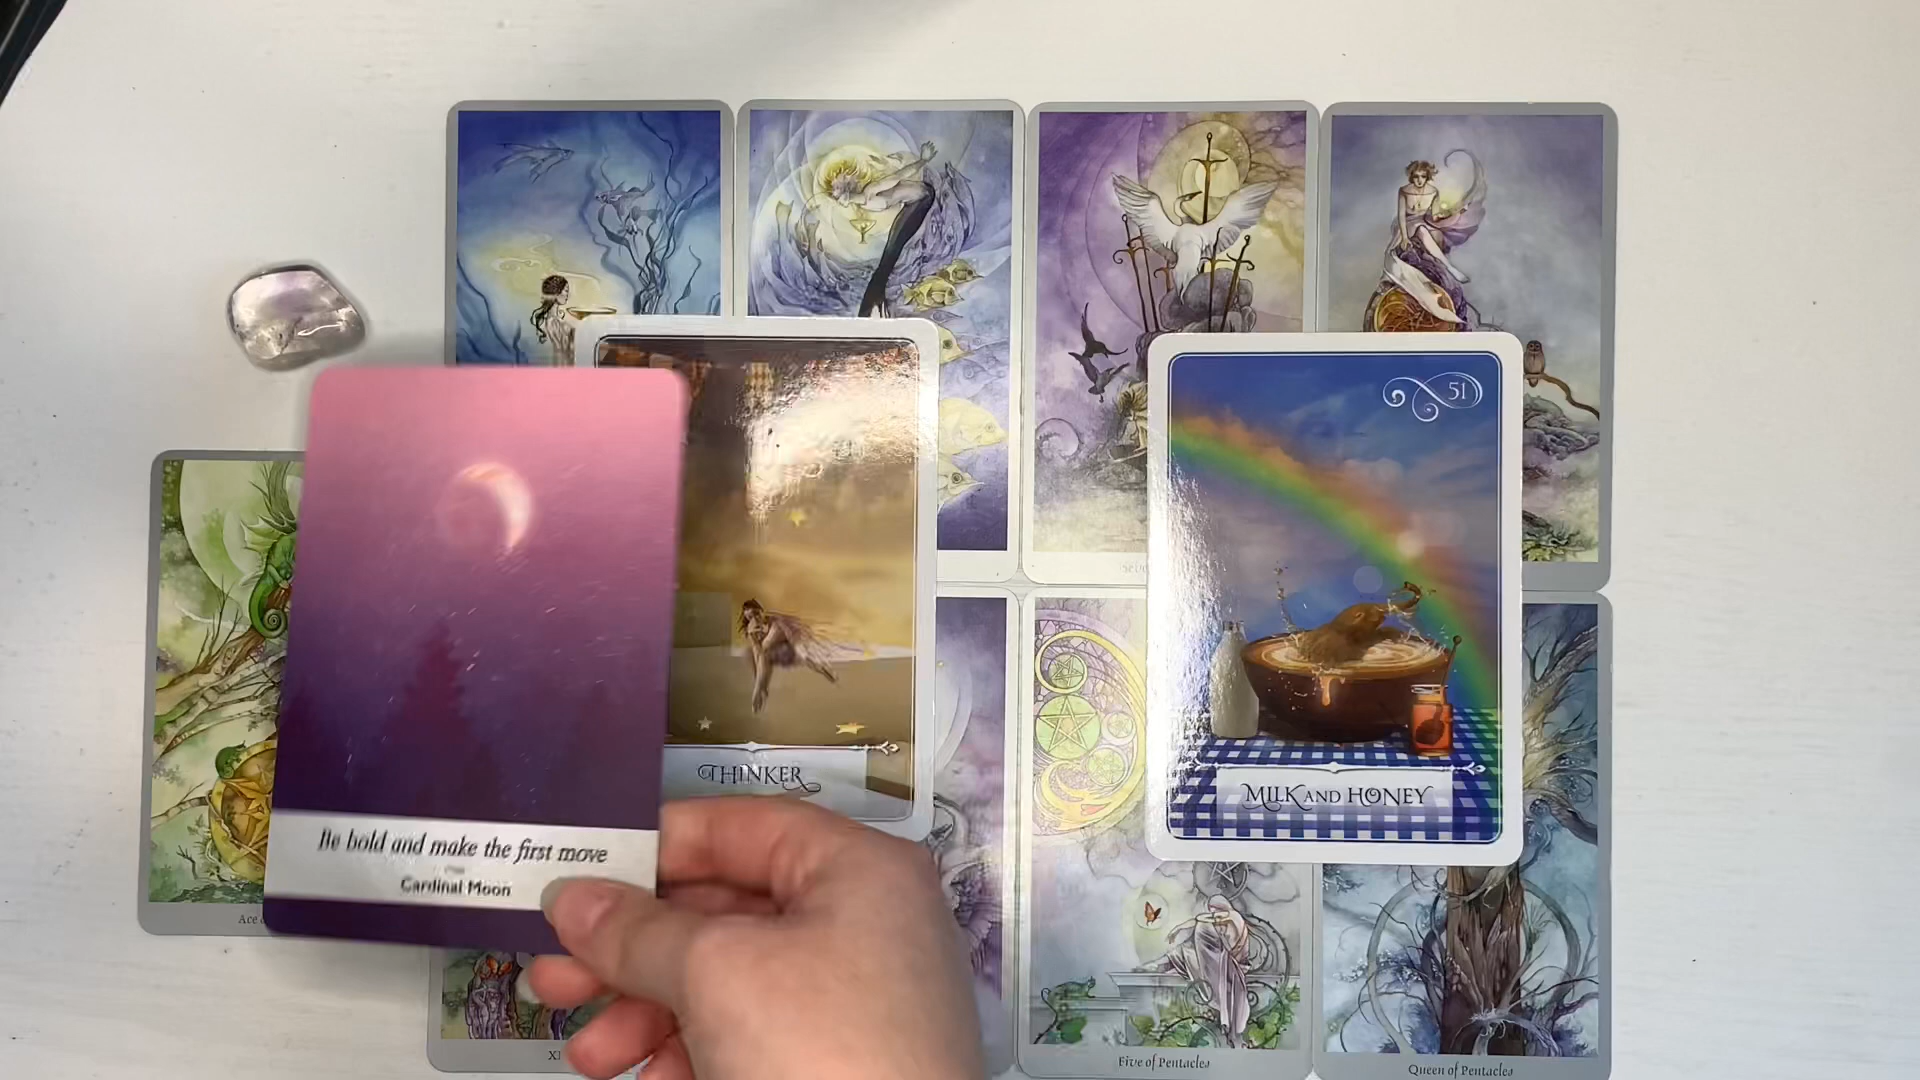 51
THINKER
MILK AND HONEY
Be bold and make the first move
Cardinal Moon
Five of Pentacles
Queen of Pentacles